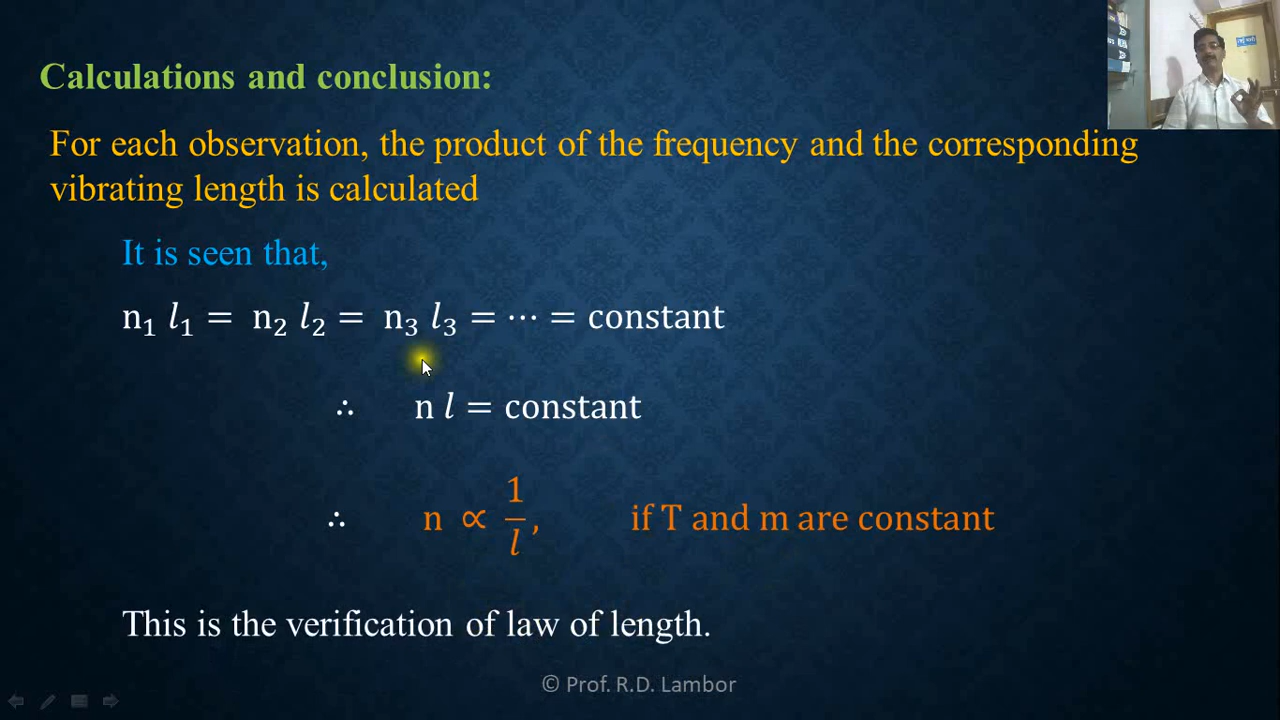 Calculations and conclusion:
For each observation, the product of the frequency and the corresponding
vibrating length is calculated
It is seen that,
n₁ l₁ = n₂ l₂ = n₃ l₃ = ⋯ = constant
∴ n l = constant
∴ n ∝ 1/l, if T and m are constant
This is the verification of law of length.
© Prof. R.D. Lambor